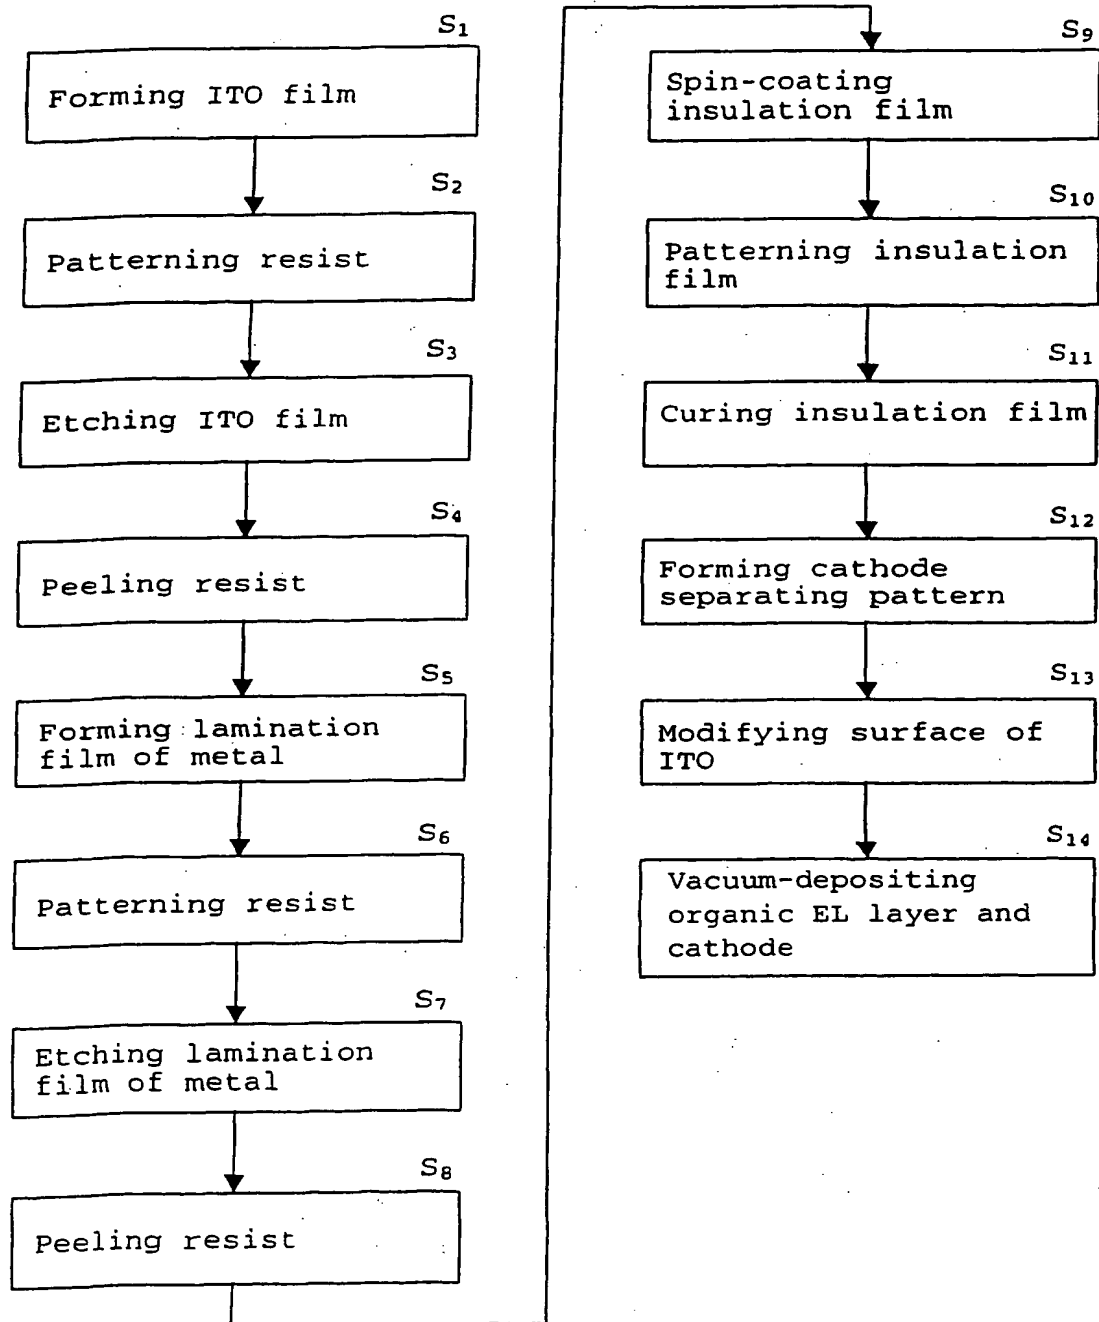 S₁
Forming ITO film
S₂
Patterning resist
S₃
Etching ITO film
S₄
Peeling resist
S₅
Forming lamination
film of metal
S₆
Patterning resist
S₇
Etching lamination
film of metal
S₈
Peeling resist
S₉
Spin-coating
insulation film
S₁₀
Patterning insulation
film
S₁₁
Curing insulation film
S₁₂
Forming cathode
separating pattern
S₁₃
Modifying surface of
ITO
S₁₄
Vacuum-depositing
organic EL layer and
cathode